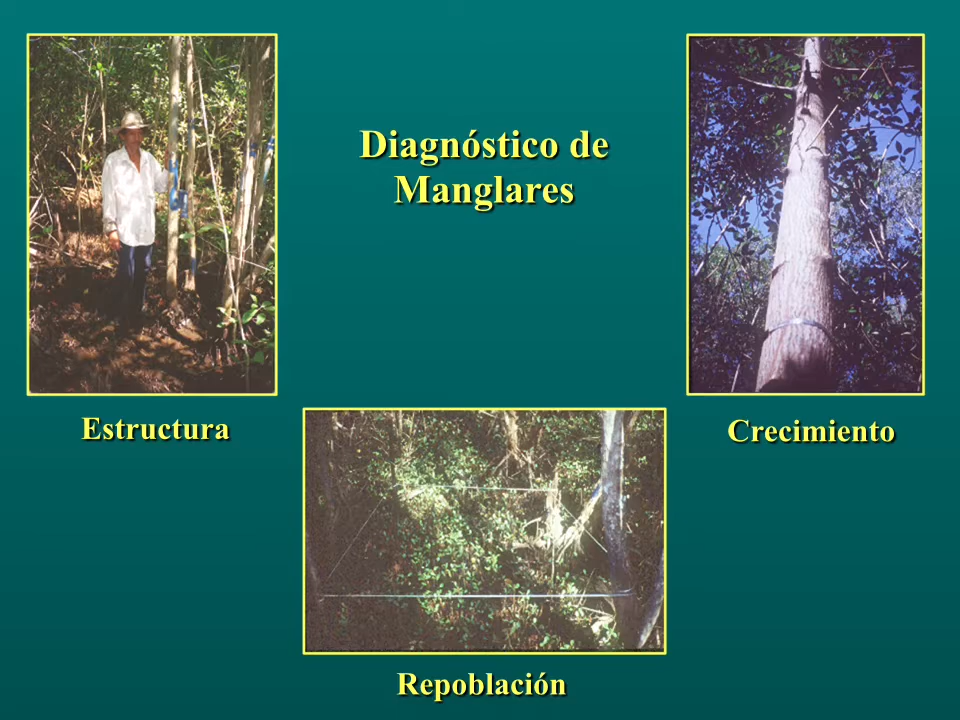 Diagnóstico de
Manglares
Estructura
Crecimiento
Repoblación